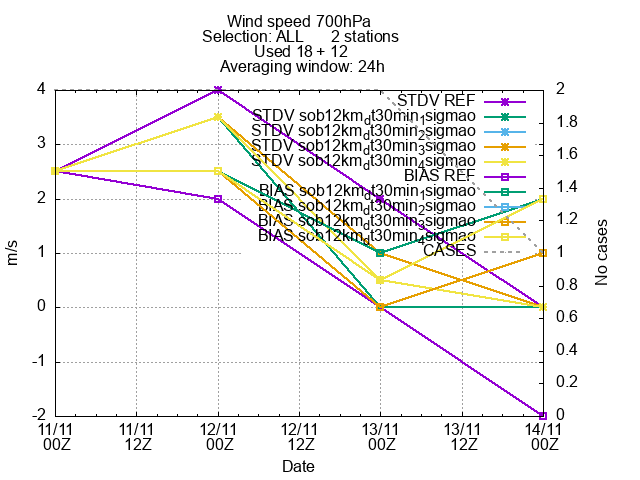 Wind speed 700hPa
Selection: ALL 2 stations
Used 18 + 12
Averaging window: 24h
4 2
STDV REF
1.8
STDV sob12km_dt30min_1sigmao
STDV sob12km_dt30min_2sigmao
3 1.6
STDV sob12km_dt30min_3sigmao
STDV sob12km_dt30min_4sigmao
BIAS REF
1.4
BIAS sob12km_dt30min_1sigmao
2
BIAS sob12km_dt30min_2sigmao
1.2
BIAS sob12km_dt30min_3sigmao
BIAS sob12km_dt30min_4sigmao
CASES
1 1
0.8
0
0.6
0.4
-1
0.2
-2 0
m/s
No cases
11/11 11/11 12/11 12/11 13/11 13/11 14/11
00Z 12Z 00Z 12Z 00Z 12Z 00Z
Date